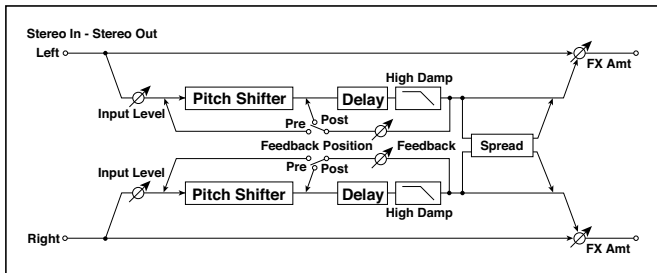 Stereo In - Stereo Out
Left
FX Amt
High Damp
Pitch Shifter
Delay
Input Level
Pre
Post
Feedback Position
Feedback
Spread
Input Level
Pre
Post
Pitch Shifter
Delay
High Damp
Right
FX Amt